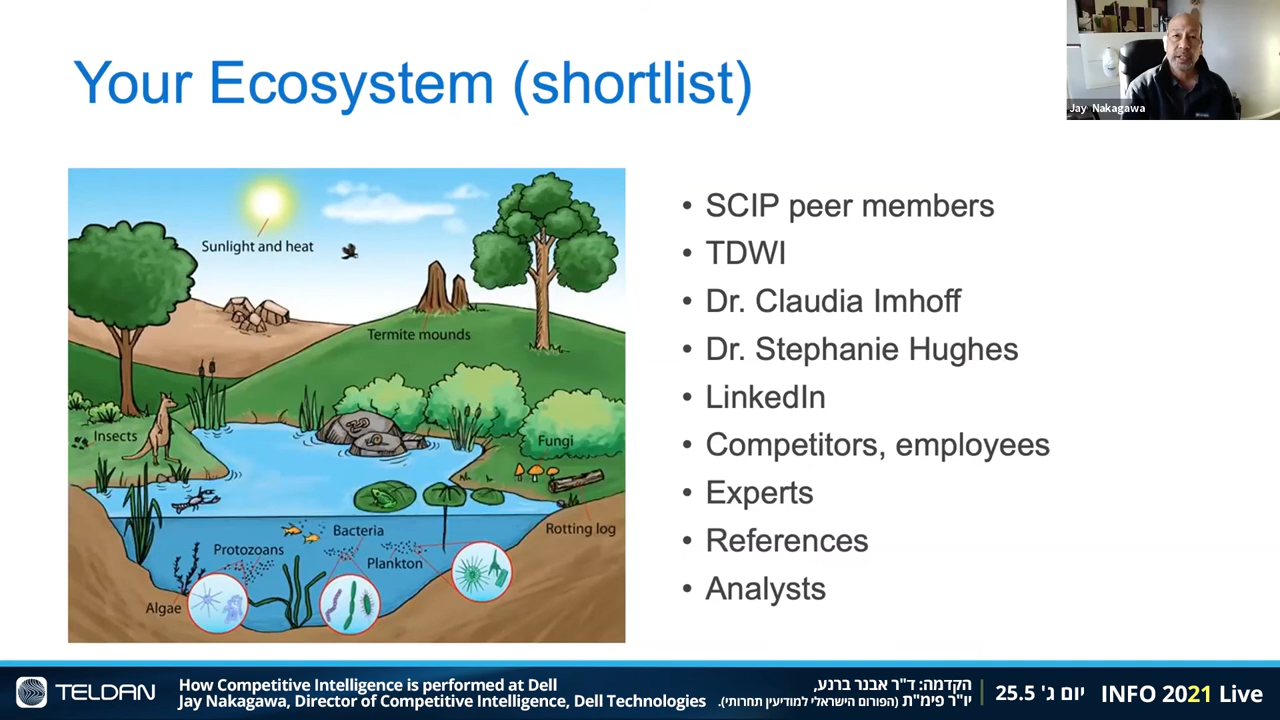 Your Ecosystem (shortlist)
Jay Nakagawa
Sunlight and heat
Termite mounds
Insects
Fungi
Rotting log
Bacteria
Protozoans
Plankton
Algae
• SCIP peer members
• TDWI
• Dr. Claudia Imhoff
• Dr. Stephanie Hughes
• LinkedIn
• Competitors, employees
• Experts
• References
• Analysts
TELDAN
How Competitive Intelligence is performed at Dell
Jay Nakagawa, Director of Competitive Intelligence, Dell Technologies
הקדמה: ד"ר אבנר ברנע,
יו"ר פימ"ת (הפורום הישראלי למודיעין תחרותי).
יום ג' 25.5
INFO 2021 Live